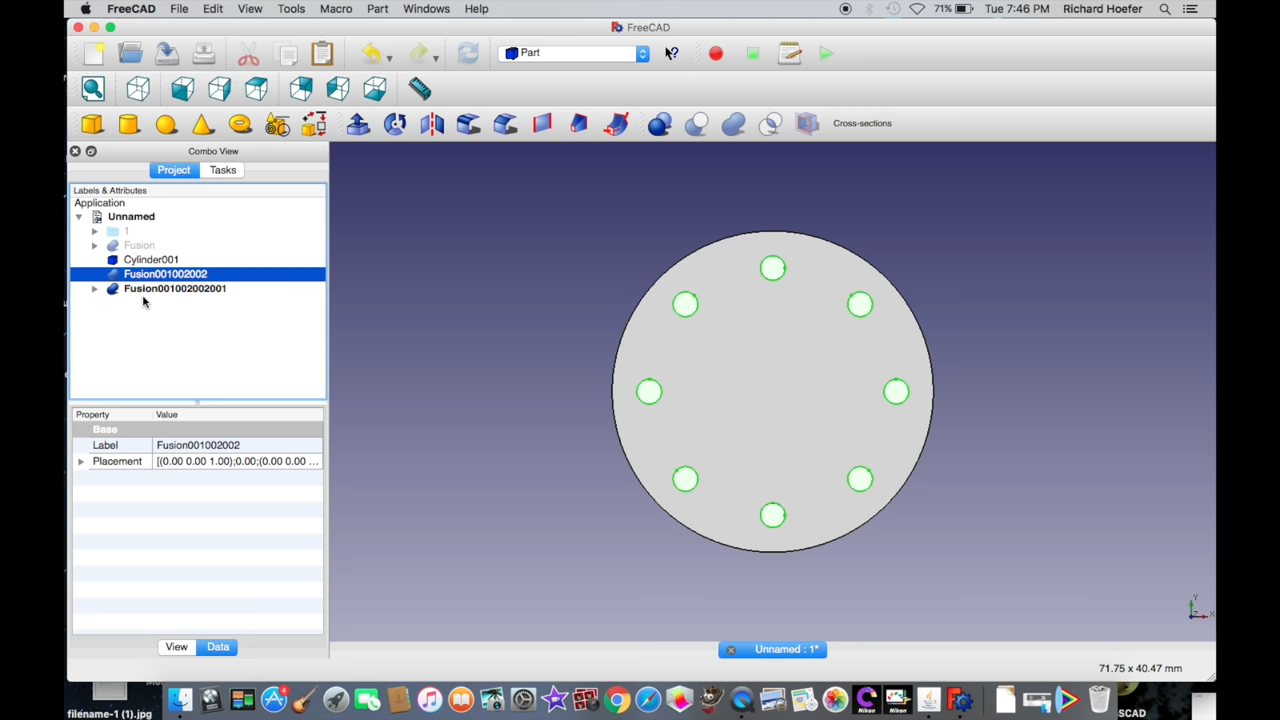 FreeCAD File Edit View Tools Macro Part Windows Help 71% Tue 7:46 PM Richard Hoefer
FreeCAD
Part
Cross-sections
Combo View
Project Tasks
Labels & Attributes
Application
Unnamed
1
Fusion
Cylinder001
Fusion001002002
Fusion001002002001
Property Value
Base
Label Fusion001002002
Placement [(0.00 0.00 1.00);0.00;(0.00 0.00 ...
Y
Z X
View Data
Unnamed : 1*
71.75 x 40.47 mm
4
Nikon Nikon
filename-1 (1).jpg
SCAD